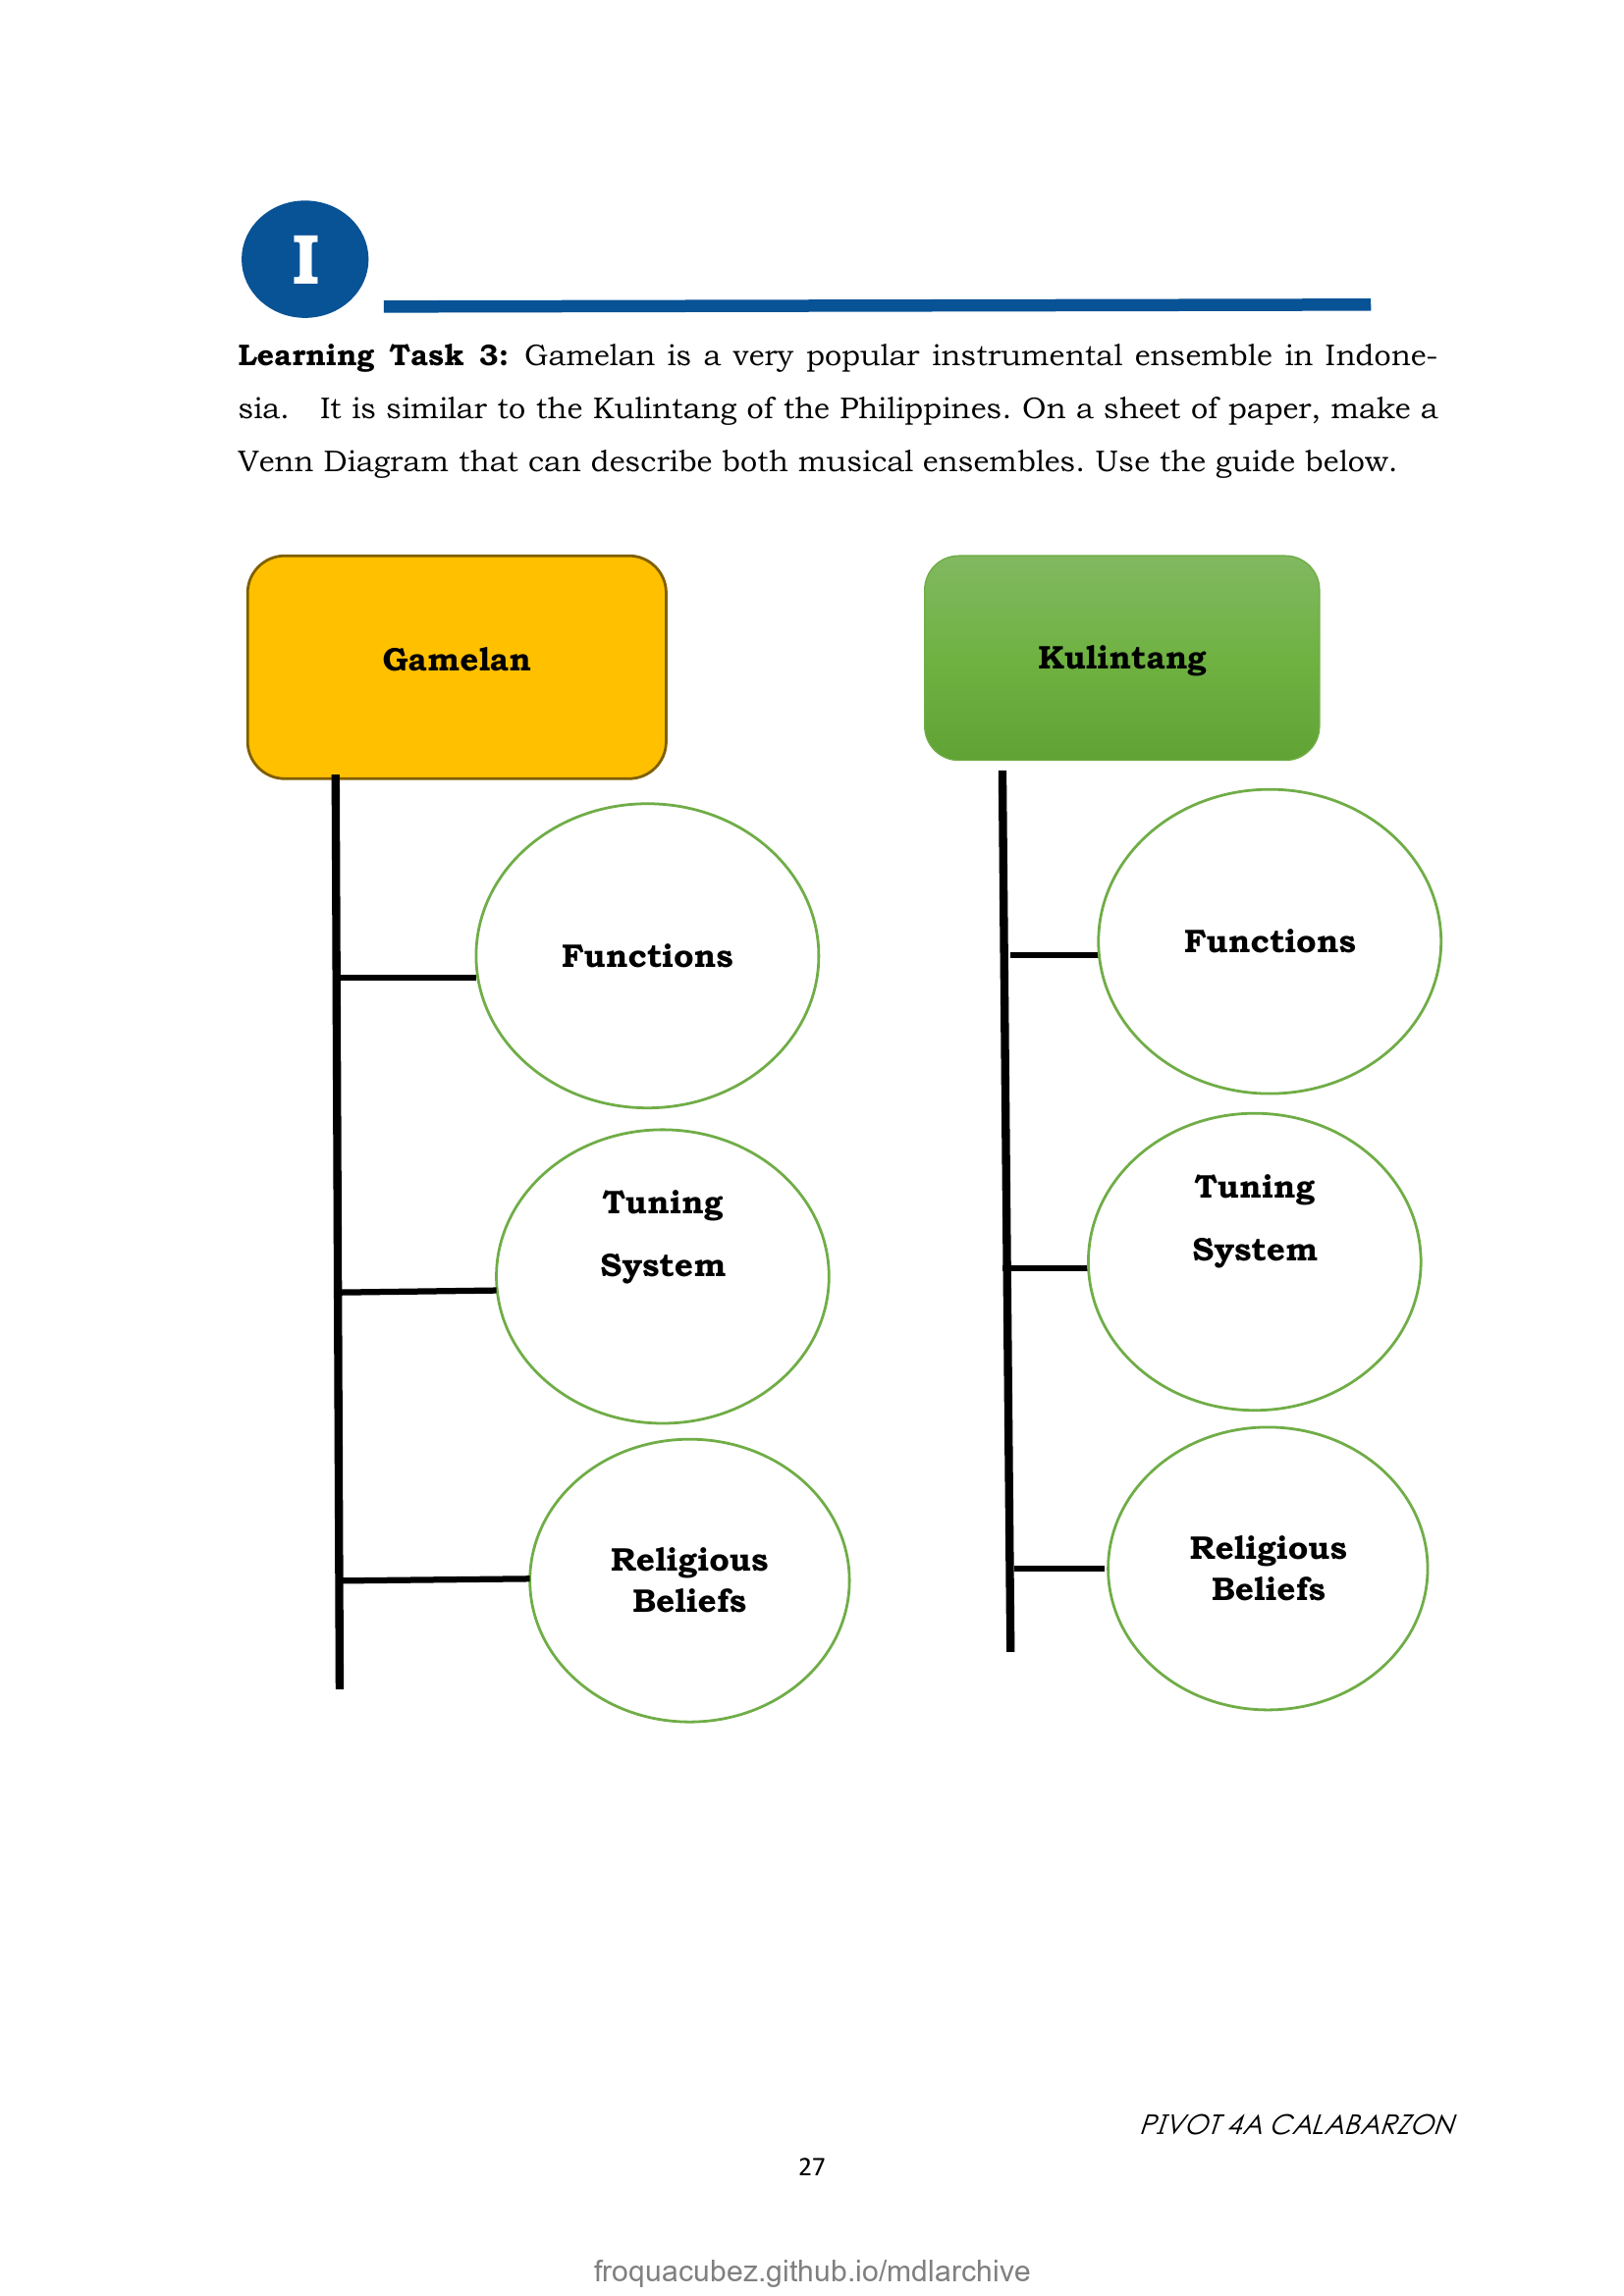 I
Learning Task 3: Gamelan is a very popular instrumental ensemble in Indone-
sia. It is similar to the Kulintang of the Philippines. On a sheet of paper, make a
Venn Diagram that can describe both musical ensembles. Use the guide below.
Gamelan
Functions
Tuning
System
Religious
Beliefs
Kulintang
Functions
Tuning
System
Religious
Beliefs
PIVOT 4A CALABARZON
27
froquacubez.github.io/mdlarchive